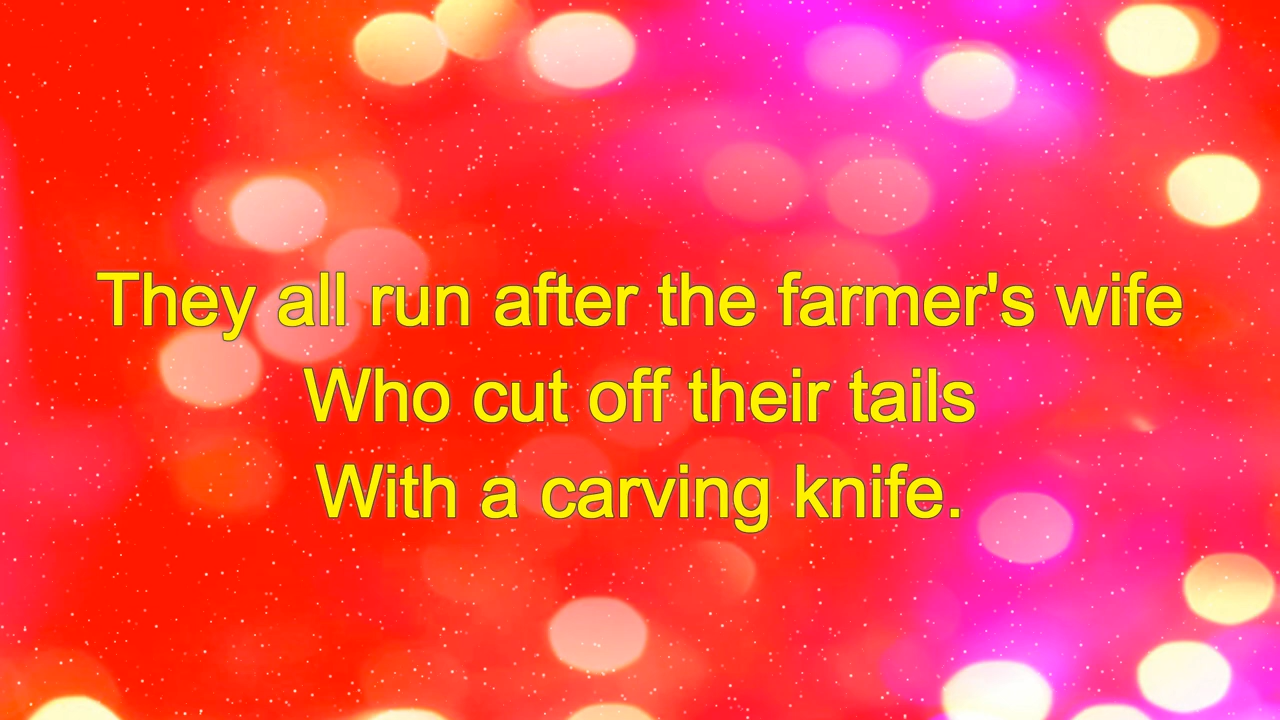 They all run after the farmer's wife
Who cut off their tails
With a carving knife.